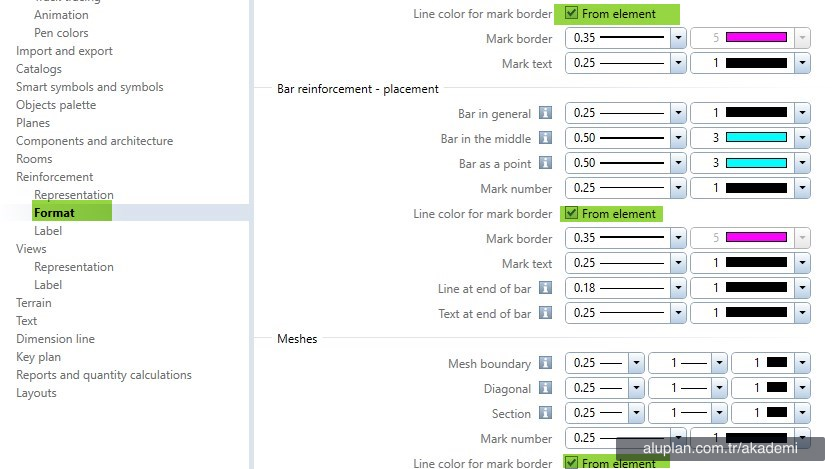 Animation
Pen colors
Import and export
Catalogs
Smart symbols and symbols
Objects palette
Planes
Components and architecture
Rooms
Reinforcement
Representation
Format
Label
Views
Representation
Label
Terrain
Text
Dimension line
Key plan
Reports and quantity calculations
Layouts
Line color for mark border From element
Mark border 0.35 5
Mark text 0.25 1
Bar reinforcement - placement
Bar in general 0.25 1
Bar in the middle 0.50 3
Bar as a point 0.50 3
Mark number 0.25 1
Line color for mark border From element
Mark border 0.35 5
Mark text 0.25 1
Line at end of bar 0.18 1
Text at end of bar 0.25 1
Meshes
Mesh boundary 0.25 1 1
Diagonal 0.25 1 1
Section 0.25 1 1
Mark number 0.25 1
aluplan.com.tr/akademi
Line color for mark border From element